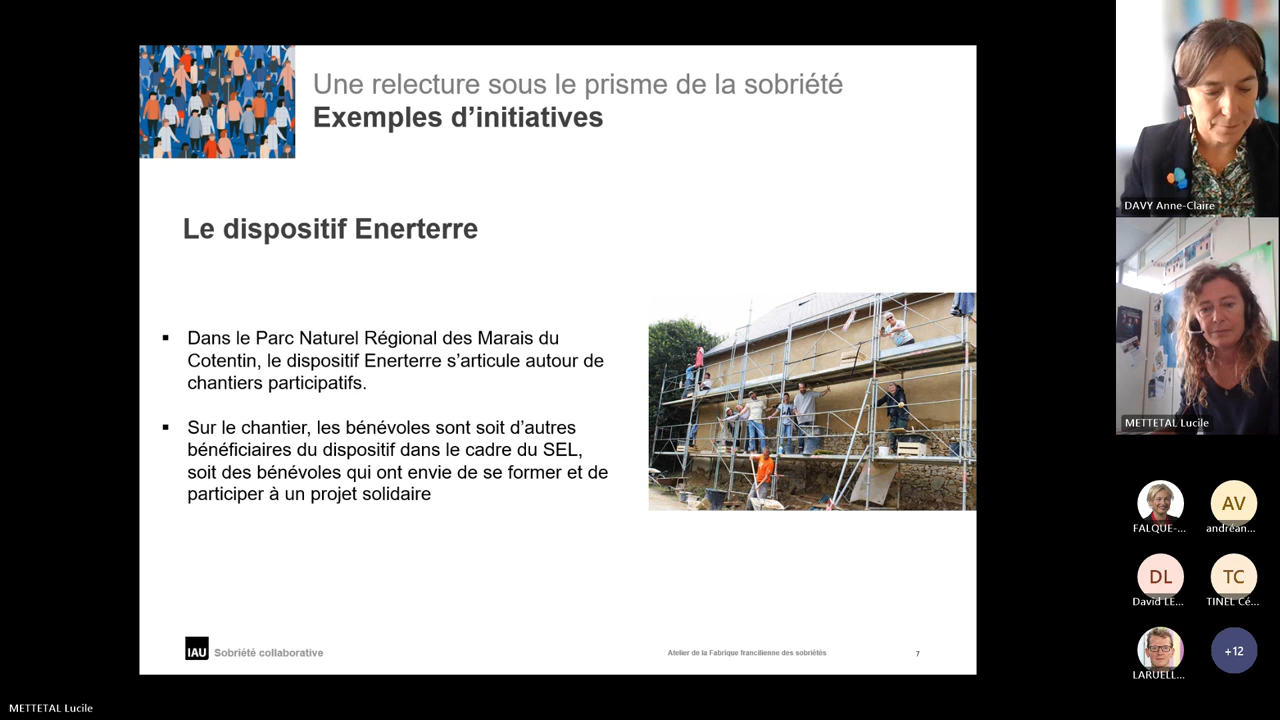 Une relecture sous le prisme de la sobriété
Exemples d’initiatives
Le dispositif Enerterre
▪ Dans le Parc Naturel Régional des Marais du
Cotentin, le dispositif Enerterre s’articule autour de
chantiers participatifs.
▪ Sur le chantier, les bénévoles sont soit d’autres
bénéficiaires du dispositif dans le cadre du SEL,
soit des bénévoles qui ont envie de se former et de
participer à un projet solidaire
IAU Sobriété collaborative
Atelier de la Fabrique francilienne des sobriétés
7
DAVY Anne-Claire
METTETAL Lucile
FALQUE-...
AV
andréan...
DL
David LE...
TC
TINEL Cé...
LARUELL...
+12
METTETAL Lucile